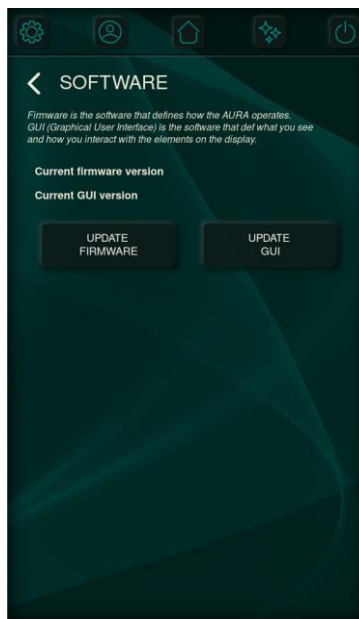 SOFTWARE
Firmware is the software that defines how the AURA operates.
GUI (Graphical User Interface) is the software that def what you see
and how you interact with the elements on the display.
Current firmware version
Current GUI version
UPDATE
FIRMWARE
UPDATE
GUI